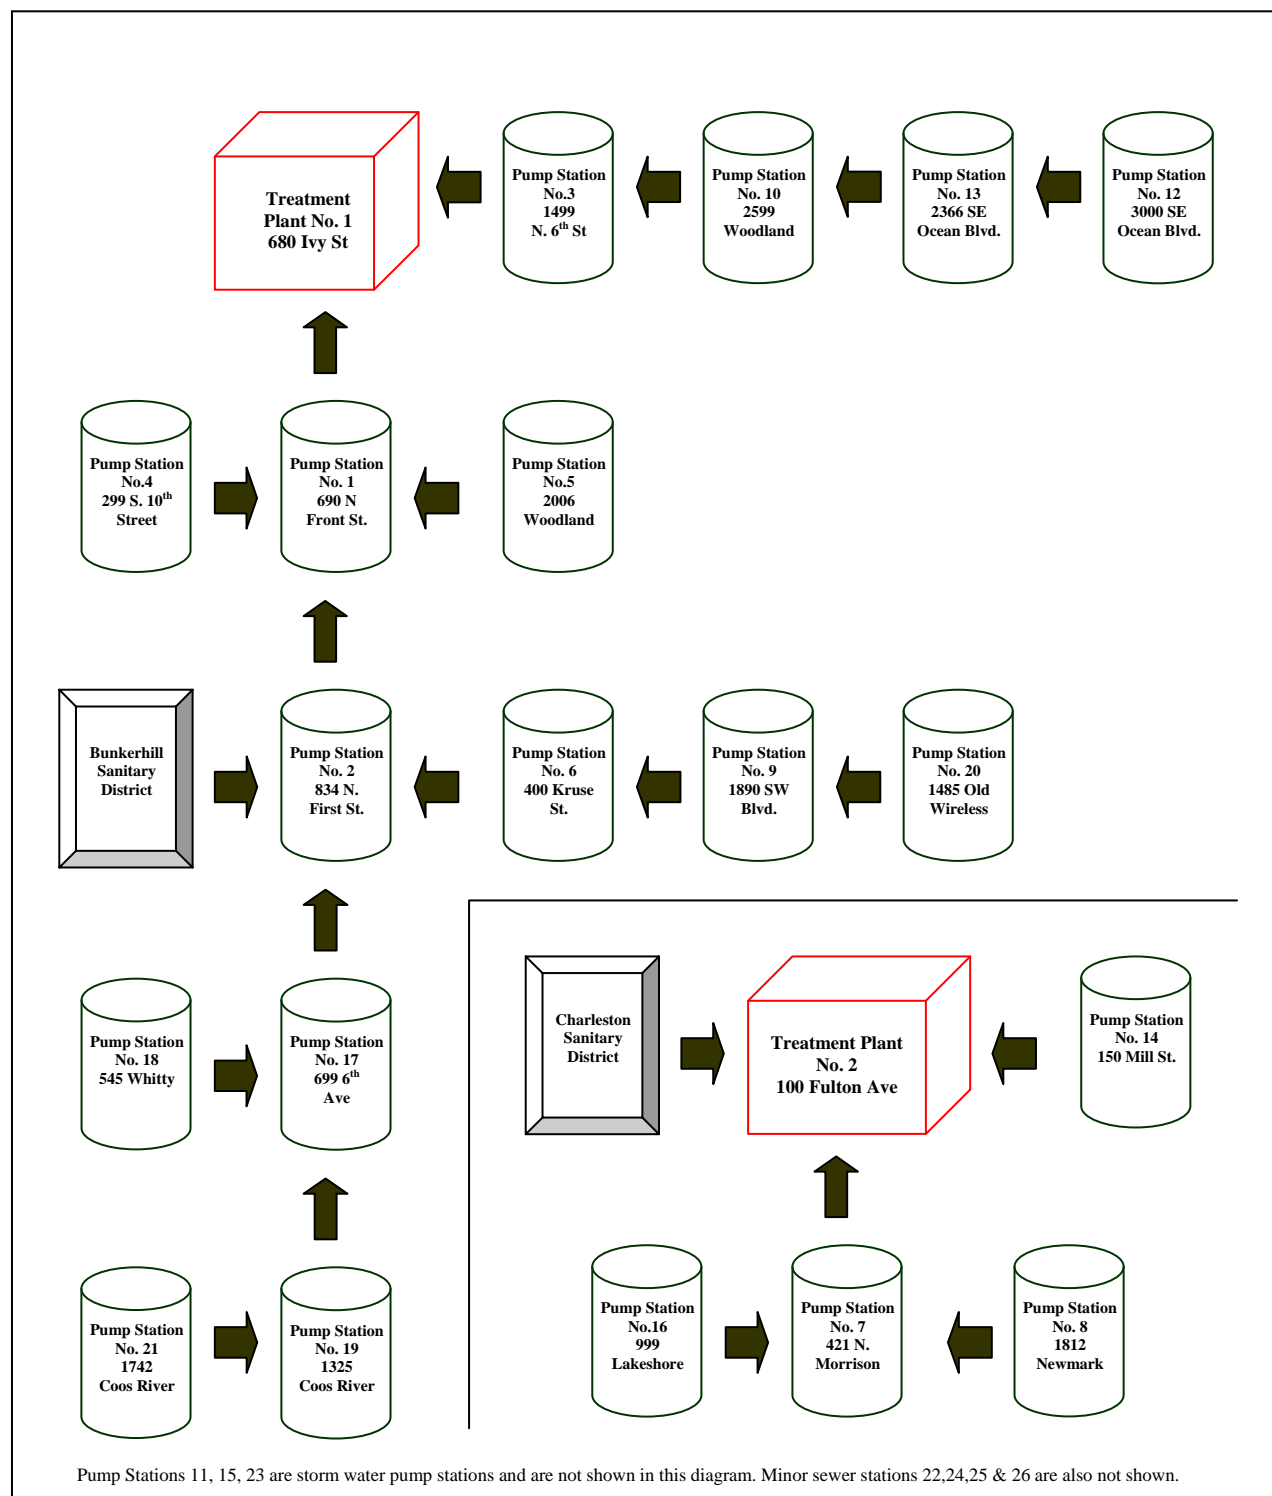 Treatment
Plant No. 1
680 Ivy St
Pump Station
No.3
1499
N. 6th St
Pump Station
No. 10
2599
Woodland
Pump Station
No. 13
2366 SE
Ocean Blvd.
Pump Station
No. 12
3000 SE
Ocean Blvd.
Pump Station
No.4
299 S. 10th
Street
Pump Station
No. 1
690 N
Front St.
Pump Station
No.5
2006
Woodland
Bunkerhill
Sanitary
District
Pump Station
No. 2
834 N.
First St.
Pump Station
No. 6
400 Kruse
St.
Pump Station
No. 9
1890 SW
Blvd.
Pump Station
No. 20
1485 Old
Wireless
Pump Station
No. 18
545 Whitty
Pump Station
No. 17
699 6th
Ave
Charleston
Sanitary
District
Treatment Plant
No. 2
100 Fulton Ave
Pump Station
No. 14
150 Mill St.
Pump Station
No. 21
1742
Coos River
Pump Station
No. 19
1325
Coos River
Pump Station
No.16
999
Lakeshore
Pump Station
No. 7
421 N.
Morrison
Pump Station
No. 8
1812
Newmark
Pump Stations 11, 15, 23 are storm water pump stations and are not shown in this diagram. Minor sewer stations 22,24,25 & 26 are also not shown.